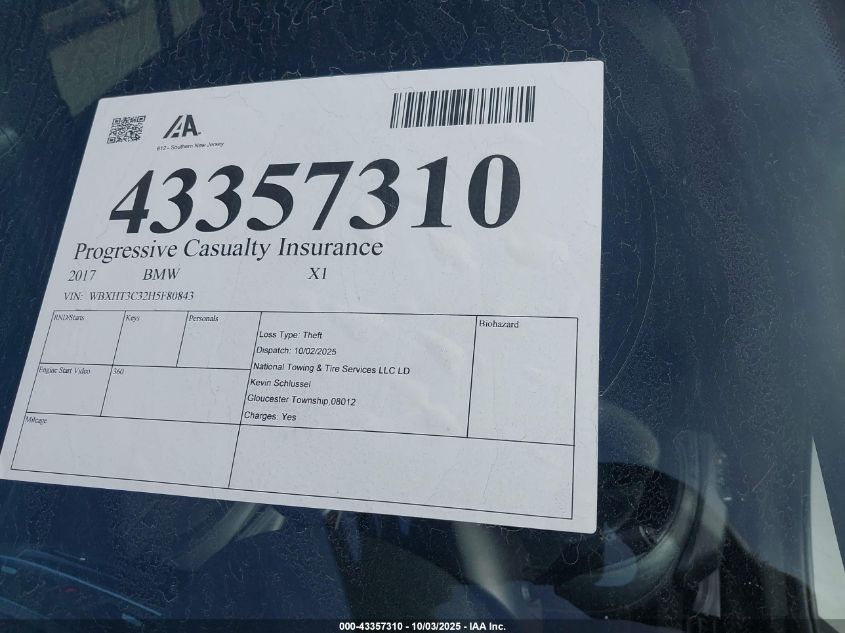 IAA.
612 - Southern New Jersey
43357310
Progressive Casualty Insurance
2017 BMW X1
VIN: WBXHT3C32H5F80843
RND/Starts Keys Personals
Loss Type: Theft
Dispatch: 10/02/2025
National Towing & Tire Services LLC LD
Kevin Schlussel
Gloucester Township,08012
Charges: Yes
Biohazard
Engine Start Video 360
Mileage
000-43357310 - 10/03/2025 - IAA Inc.